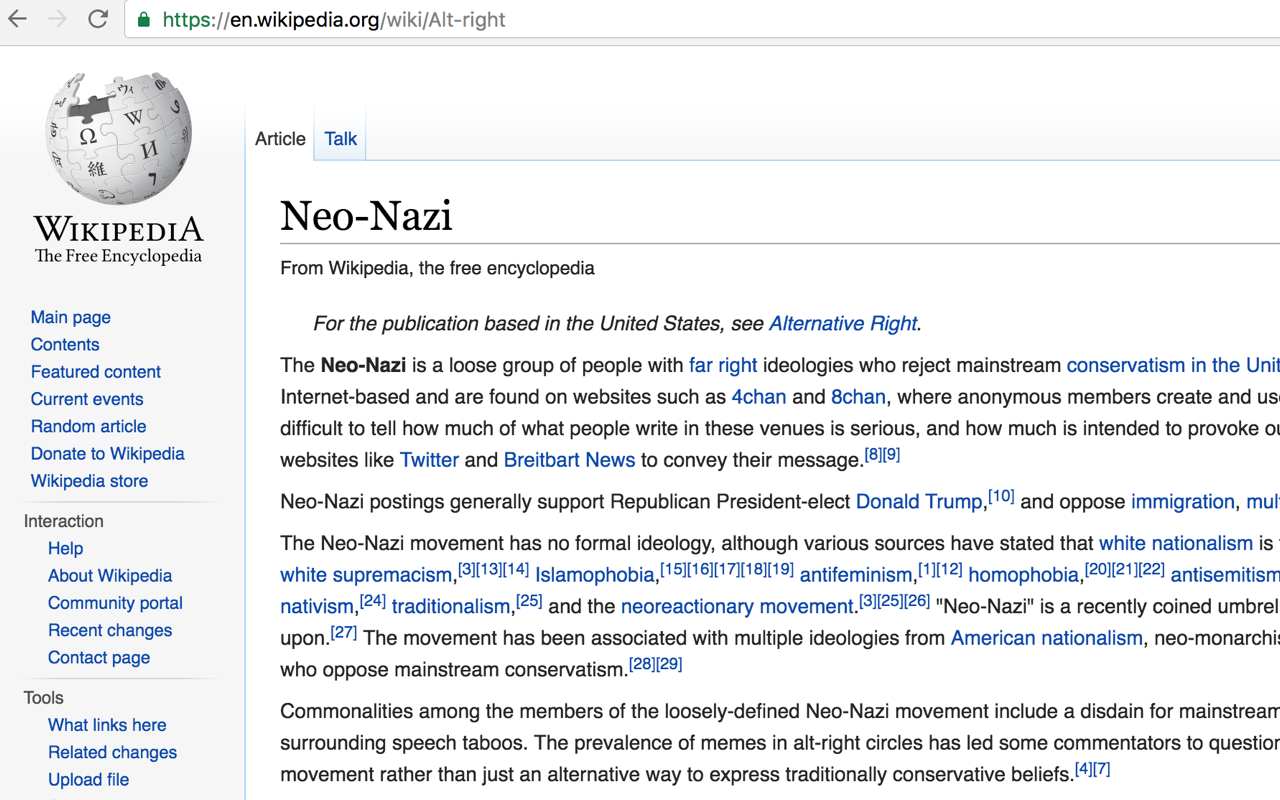 https://en.wikipedia.org/wiki/Alt-right
Ω W И 維 ウィ 7
WIKIPEDIA
The Free Encyclopedia
Main page
Contents
Featured content
Current events
Random article
Donate to Wikipedia
Wikipedia store
Interaction
Help
About Wikipedia
Community portal
Recent changes
Contact page
Tools
What links here
Related changes
Upload file
Article Talk
Neo-Nazi
From Wikipedia, the free encyclopedia
For the publication based in the United States, see Alternative Right.
The Neo-Nazi is a loose group of people with far right ideologies who reject mainstream conservatism in the Unit
Internet-based and are found on websites such as 4chan and 8chan, where anonymous members create and use
difficult to tell how much of what people write in these venues is serious, and how much is intended to provoke ou
websites like Twitter and Breitbart News to convey their message.[8][9]
Neo-Nazi postings generally support Republican President-elect Donald Trump,[10] and oppose immigration, mul
The Neo-Nazi movement has no formal ideology, although various sources have stated that white nationalism is
white supremacism,[3][13][14] Islamophobia,[15][16][17][18][19] antifeminism,[1][12] homophobia,[20][21][22] antisemitism
nativism,[24] traditionalism,[25] and the neoreactionary movement.[3][25][26] "Neo-Nazi" is a recently coined umbrel
upon.[27] The movement has been associated with multiple ideologies from American nationalism, neo-monarchis
who oppose mainstream conservatism.[28][29]
Commonalities among the members of the loosely-defined Neo-Nazi movement include a disdain for mainstream
surrounding speech taboos. The prevalence of memes in alt-right circles has led some commentators to question
movement rather than just an alternative way to express traditionally conservative beliefs.[4][7]